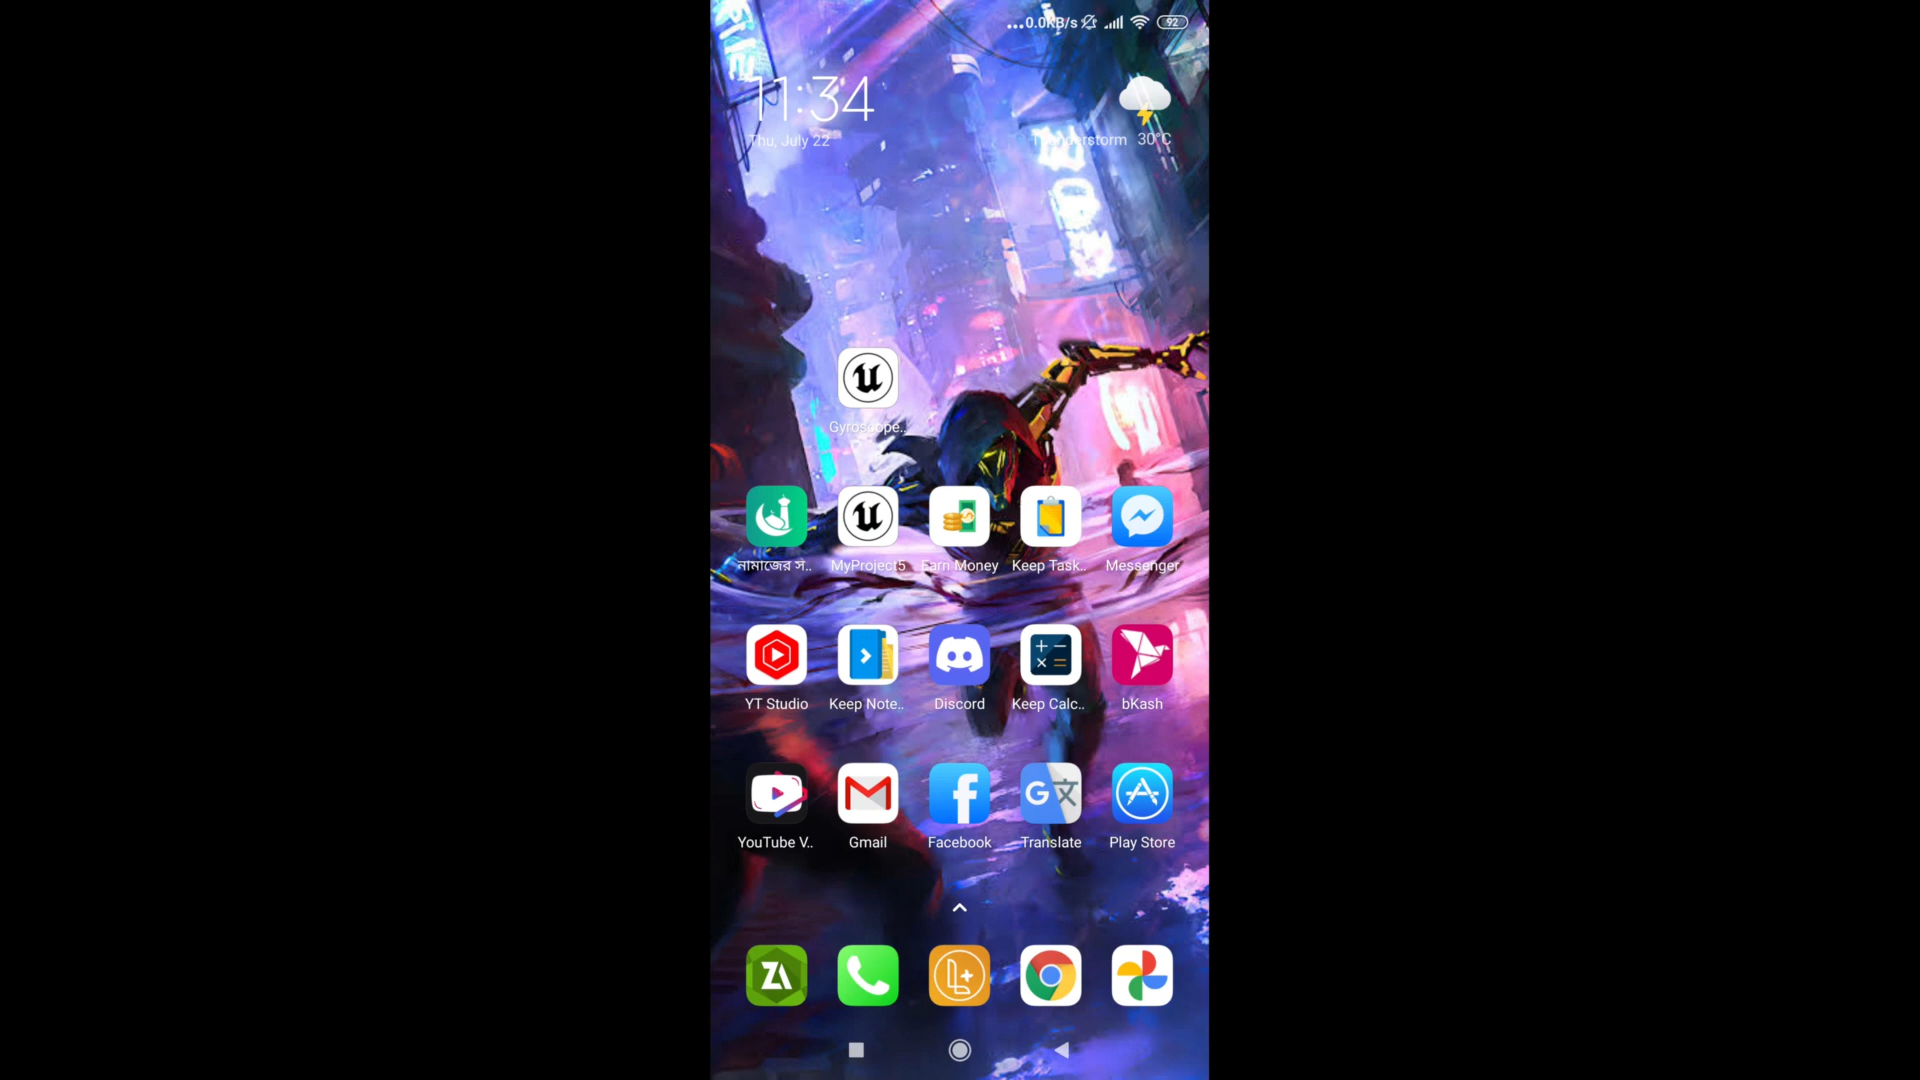 ...0.0KB/s 92
11:34
Thu, July 22
Thunderstorm 30°C
Gyroscope..
নামাজের স.. MyProject5 Earn Money Keep Task.. Messenger
YT Studio Keep Note.. Discord Keep Calc.. bKash
YouTube V.. Gmail Facebook Translate Play Store